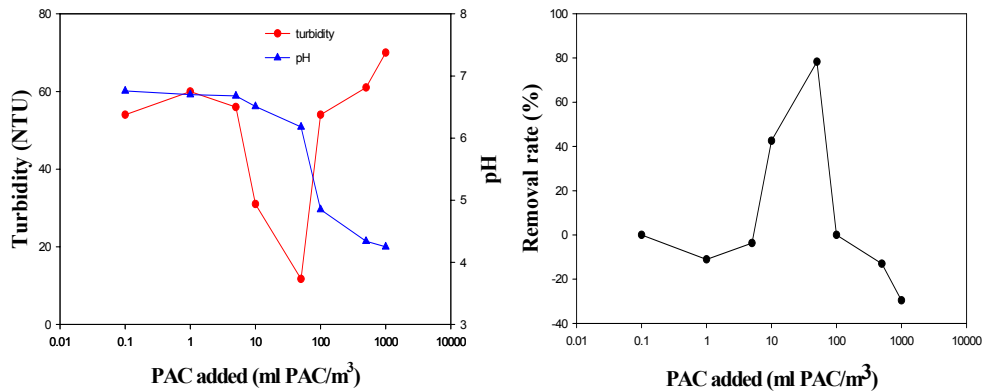 80
60
40
20
0
Turbidity (NTU)
turbidity
pH
8
7
6
5
4
3
pH
0.01 0.1 1 10 100 1000 10000
PAC added (ml PAC/m³)
100
80
60
40
20
0
-20
-40
Removal rate (%)
0.01 0.1 1 10 100 1000 10000
PAC added (ml PAC/m³)